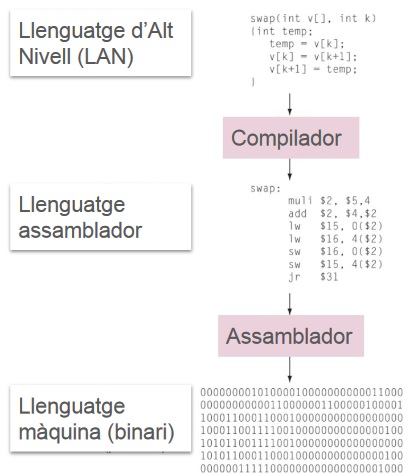 Llenguatge d'Alt
Nivell (LAN)
swap(int v[], int k)
{int temp;
temp = v[k];
v[k] = v[k+1];
v[k+1] = temp;
}
Compilador
Llenguatge
assamblador
swap:
muli $2, $5,4
add $2, $4,$2
lw $15, 0($2)
lw $16, 4($2)
sw $16, 0($2)
sw $15, 4($2)
jr $31
Assamblador
Llenguatge
màquina (binari)
00000000101000010000000000011000
00000000000110000001100000100001
10001100011000100000000000000000
10001100111100100000000000000100
10101100111100100000000000000000
10101100011000100000000000000100
00000011111000000000000000001000